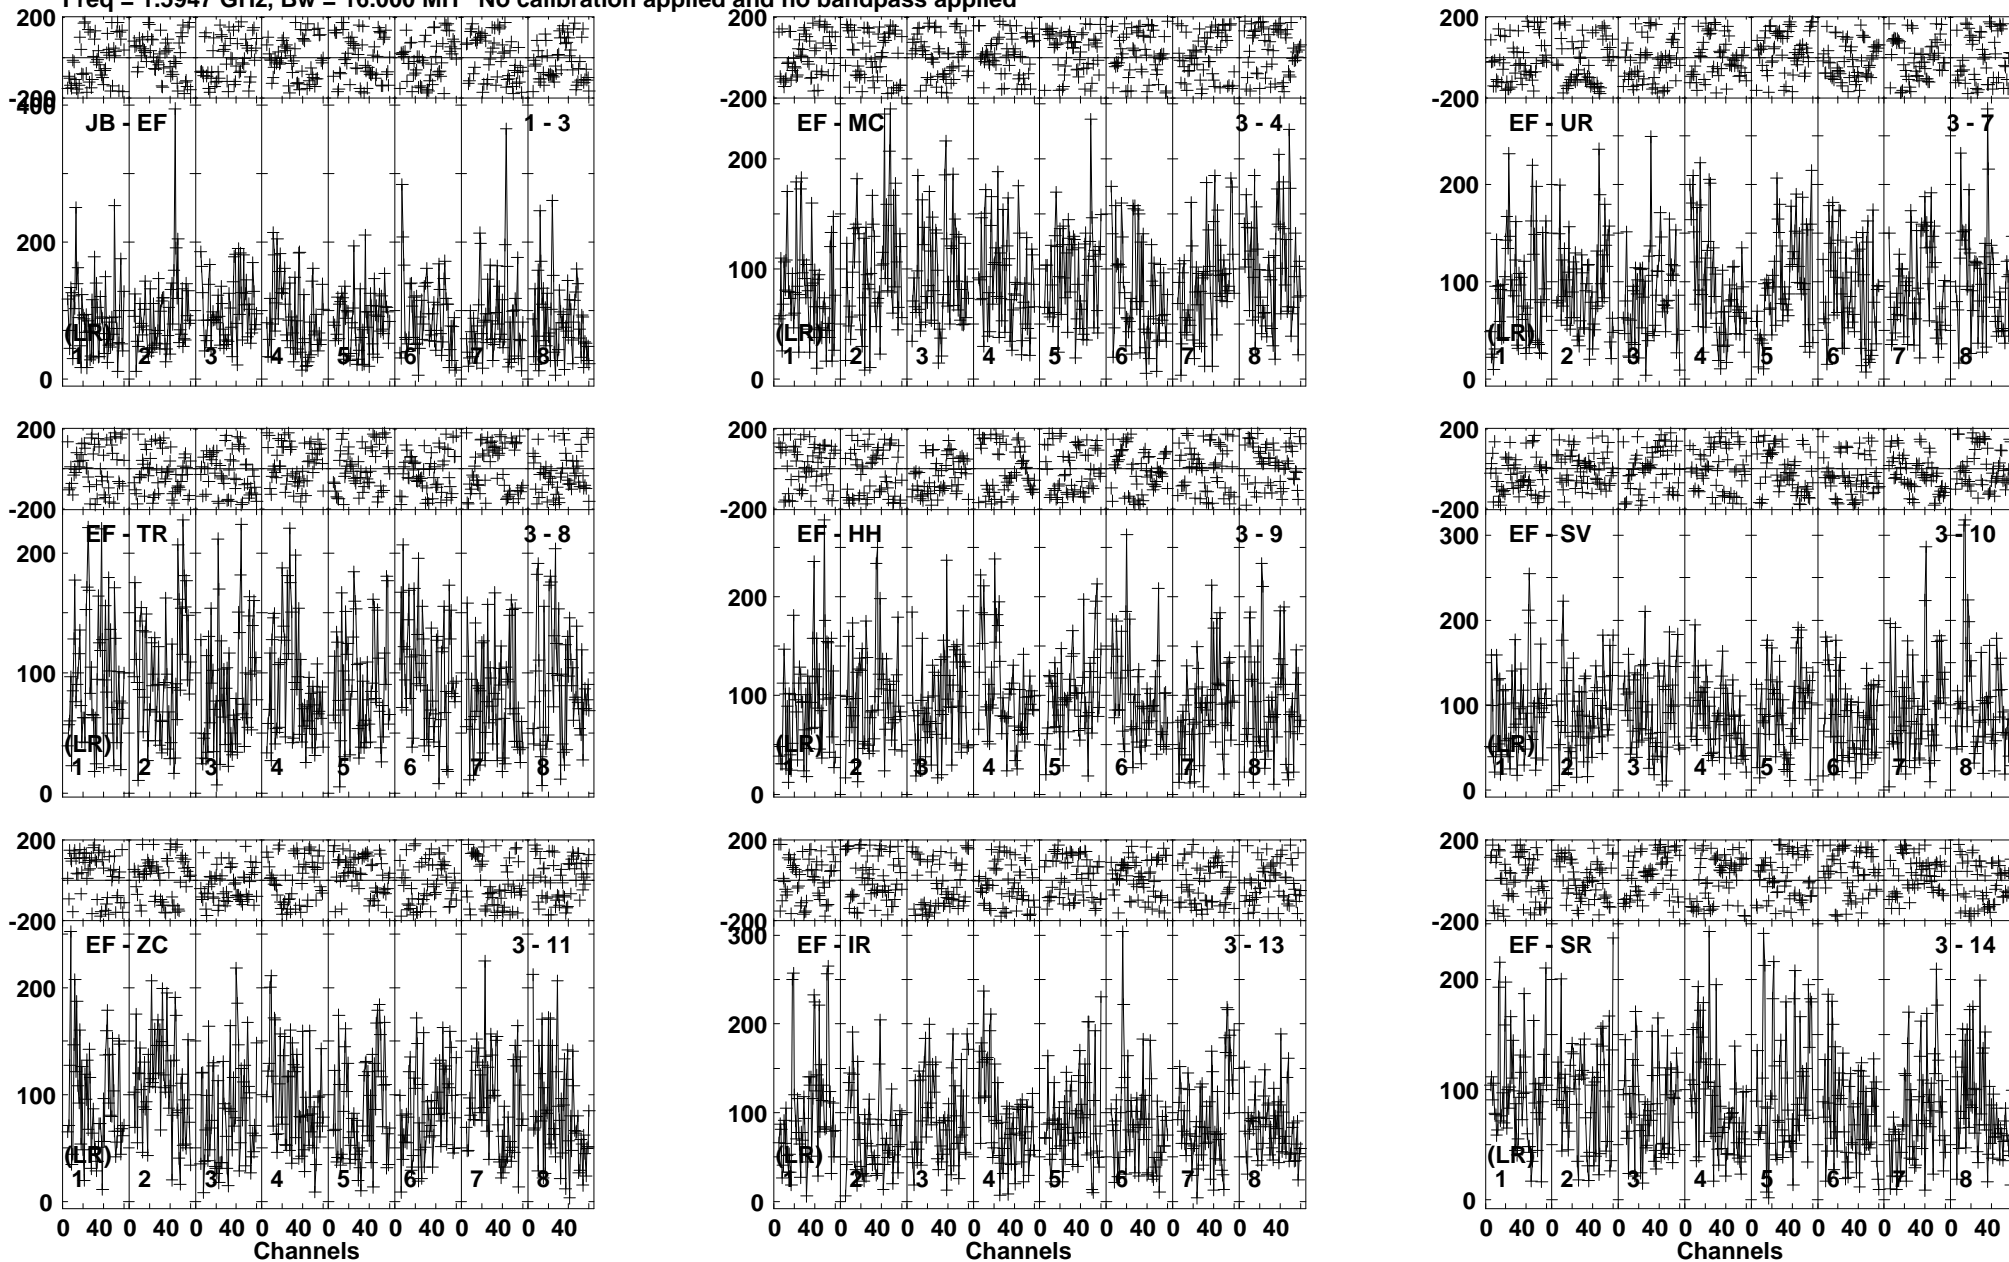 Freq = 1.5947 GHz, Bw = 16.000 MH No calibration applied and no bandpass applied
200 200 200
-200 -200 -200
400
JB - EF 1 - 3 EF - MC 3 - 4 EF - UR 3 - 7
200 200 200
100 100
(LR) (LR) (LR)
1 2 3 4 5 6 7 8 1 2 3 4 5 6 7 8 1 2 3 4 5 6 7 8
0 0 0
200 200 200
-200 -200 -200
EF - TR 3 - 8 EF - HH 3 - 9 EF - SV 3 - 10
300
200 200 200
100 100 100
(LR) (LR) (LR)
1 2 3 4 5 6 7 8 1 2 3 4 5 6 7 8 1 2 3 4 5 6 7 8
0 0 0
200 200 200
-200 -200 -200
300
EF - ZC 3 - 11 EF - IR 3 - 13 EF - SR 3 - 14
200 200 200
100 100 100
(LR) (LR) (LR)
1 2 3 4 5 6 7 8 1 2 3 4 5 6 7 8 1 2 3 4 5 6 7 8
0 0 0
0 40 0 40 0 40 0 40 0 40 0 40 0 40 0 40 0 40 0 40 0 40 0 40 0 40 0 40 0 40 0 40 0 40 0 40 0 40 0 40 0 40 0 40 0 40 0 40
Channels Channels